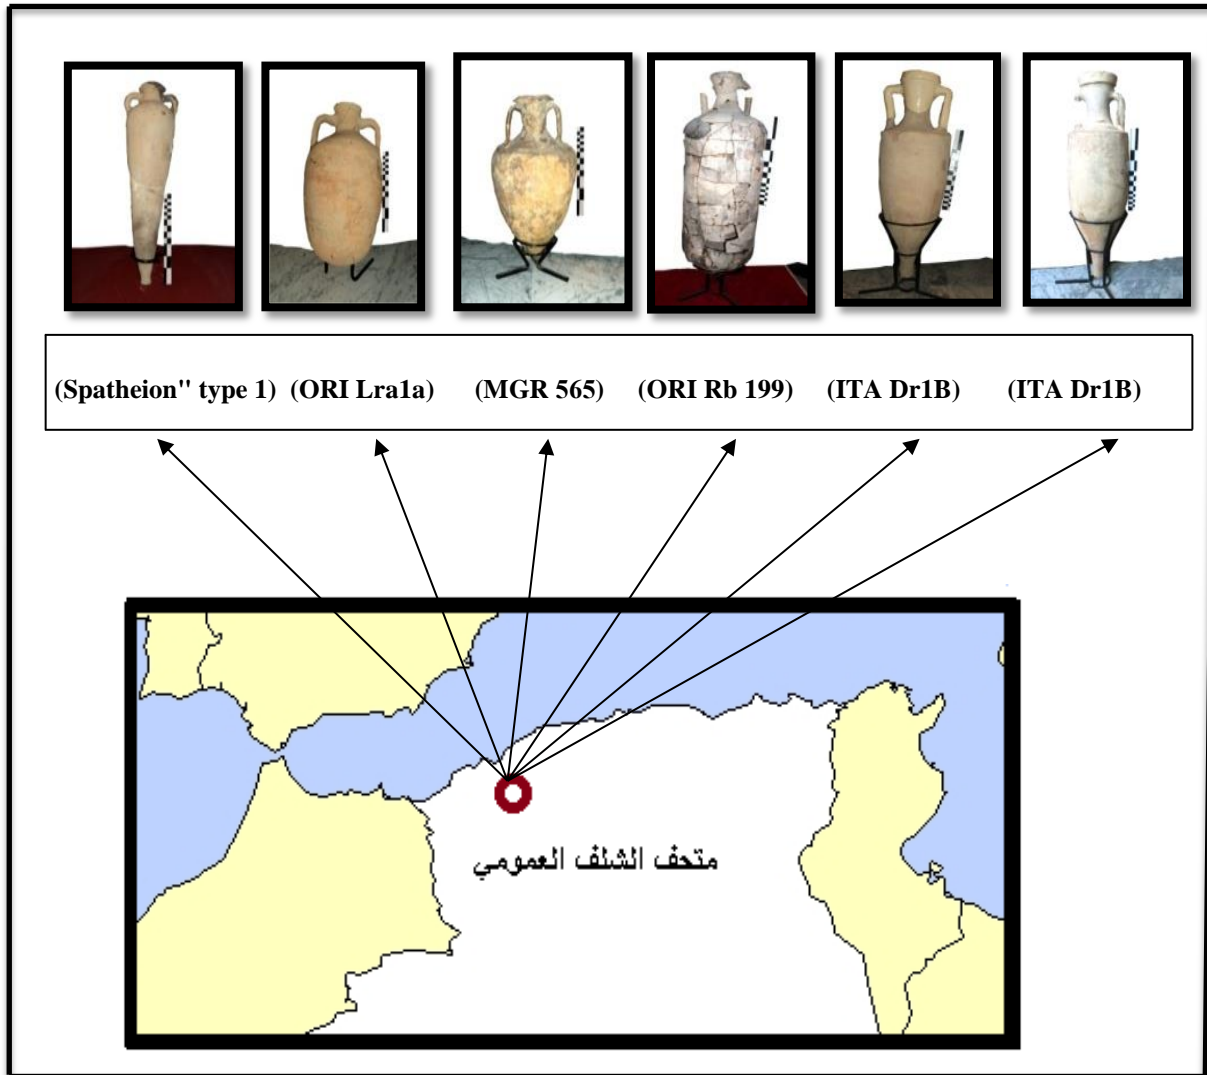 (Spatheion" type 1) (ORI Lra1a) (MGR 565) (ORI Rb 199) (ITA Dr1B) (ITA Dr1B)
متحف الشلف العمومي